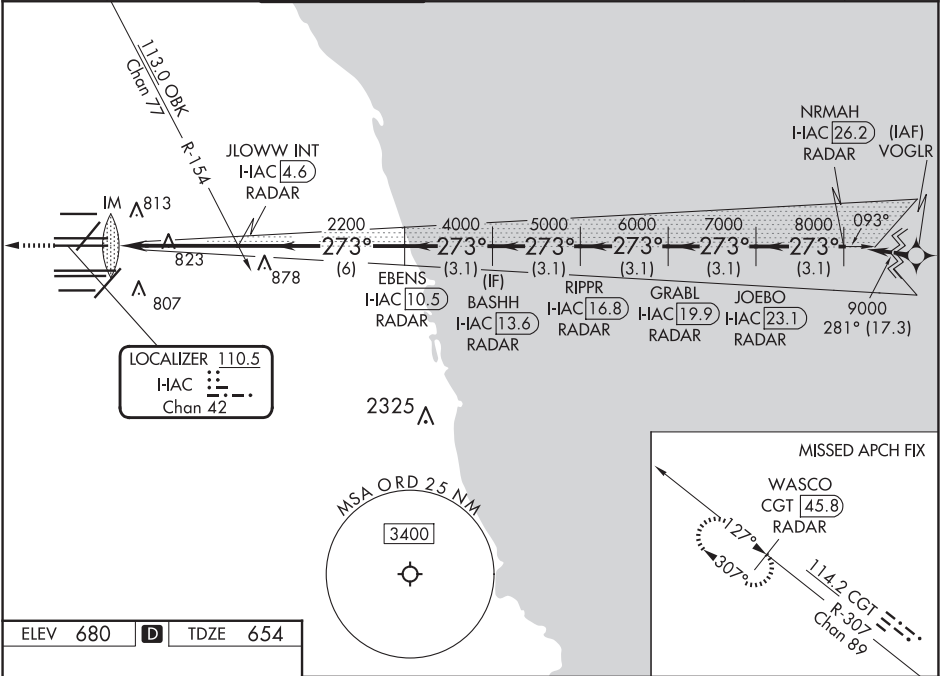 113.0 OBK
Chan 77
R-154
JLOWW INT
I-IAC 4.6
RADAR
NRMAH
I-IAC 26.2
RADAR
(IAF)
VOGLR
IM
813
823
878
807
2200
4000
5000
6000
7000
8000
093°
273°
273°
273°
273°
273°
273°
(6)
(3.1)
(3.1)
(3.1)
(3.1)
(3.1)
9000
281° (17.3)
EBENS
I-IAC 10.5
RADAR
(IF)
BASHH
I-IAC 13.6
RADAR
RIPPR
I-IAC 16.8
RADAR
GRABL
I-IAC 19.9
RADAR
JOEBO
I-IAC 23.1
RADAR
LOCALIZER 110.5
I-IAC
Chan 42
2325
MSA ORD 25 NM
3400
MISSED APCH FIX
WASCO
CGT 45.8
RADAR
127°
307°
114.2 CGT
R-307
Chan 89
ELEV 680 D TDZE 654